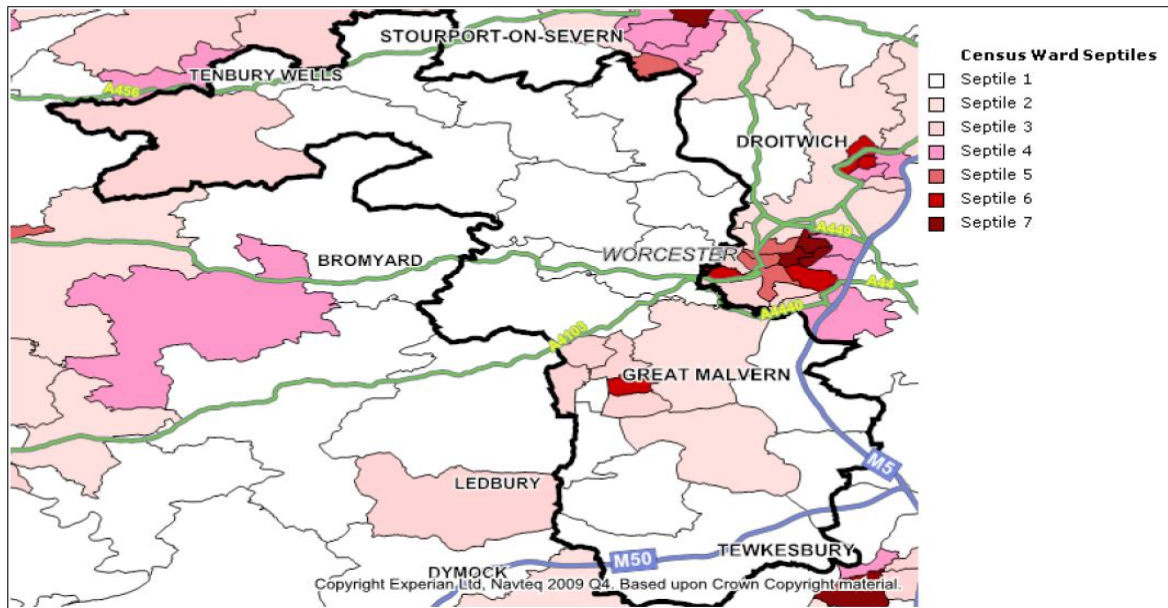 STOURPORT-ON-SEVERN
TENBURY WELLS
A456
DROITWICH
A449
WORCESTER
BROMYARD
A44
A4440
A4103
GREAT MALVERN
M5
LEDBURY
TEWKESBURY
M50
DYMOCK
Copyright Experian Ltd, Navteq 2009 Q4. Based upon Crown Copyright material.
Census Ward Septiles
Septile 1
Septile 2
Septile 3
Septile 4
Septile 5
Septile 6
Septile 7